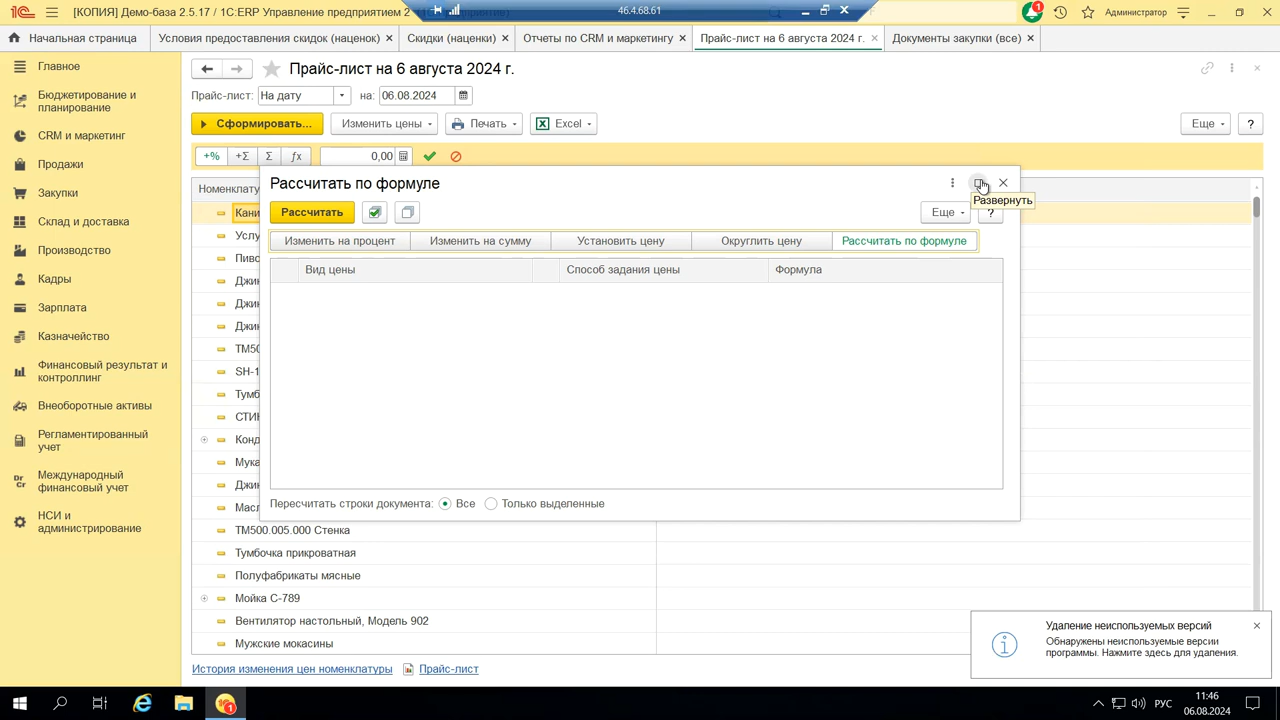 [КОПИЯ] Демо-база 2.5.17 / 1С:ERP Управление предприятием 2
46.4.68.61
1
Администратор
Начальная страница
Условия предоставления скидок (наценок) ×
Скидки (наценки) ×
Отчеты по CRM и маркетингу ×
Прайс-лист на 6 августа 2024 г. ×
Документы закупки (все) ×
Главное
Бюджетирование и
планирование
CRM и маркетинг
Продажи
Закупки
Склад и доставка
Производство
Кадры
Зарплата
Казначейство
Финансовый результат и
контроллинг
Внеоборотные активы
Регламентированный
учет
Международный
финансовый учет
НСИ и
администрирование
Прайс-лист на 6 августа 2024 г.
Прайс-лист: На дату на: 06.08.2024
Сформировать... Изменить цены Печать Excel Еще ?
+% +Σ Σ ƒx 0,00
Рассчитать по формуле
Развернуть
Рассчитать Еще ?
Изменить на процент Изменить на сумму Установить цену Округлить цену Рассчитать по формуле
Вид цены Способ задания цены Формула
Пересчитать строки документа: Все Только выделенные
Номенклату
Кани
Услу
Пиво
Джин
Джин
Джин
ТМ50
SH-1
Тумб
СТИН
Конд
Мука
Джин
Масл
ТМ500.005.000 Стенка
Тумбочка прикроватная
Полуфабрикаты мясные
Мойка С-789
Вентилятор настольный, Модель 902
Мужские мокасины
История изменения цен номенклатуры Прайс-лист
Удаление неиспользуемых версий
Обнаружены неиспользуемые версии
программы. Нажмите здесь для удаления.
РУС
11:46
06.08.2024